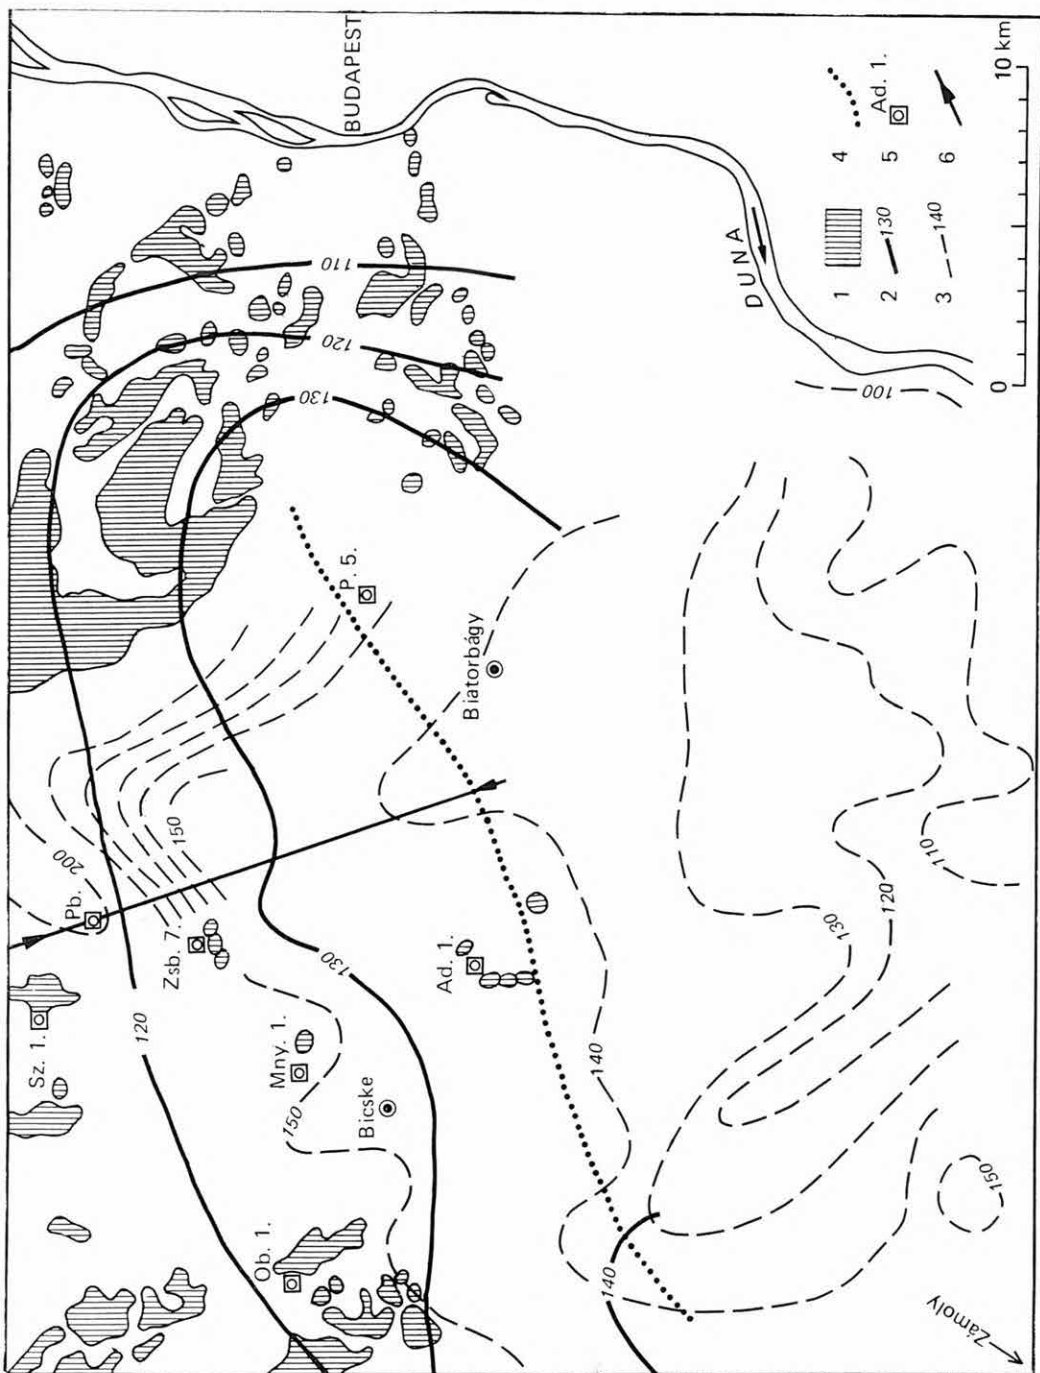 BUDAPEST
110
120
130
200
150
Pb.
Zsb. 7.
Sz. 1.
120
130
P. 5.
Biatorbágy
Ad. 1.
Mny. 1.
150
Bicske
Ob. 1.
140
140
130
120
110
150
100
DUNA
Zámoly
1
2 130
3 140
4
5 Ad. 1.
6
0 10 km